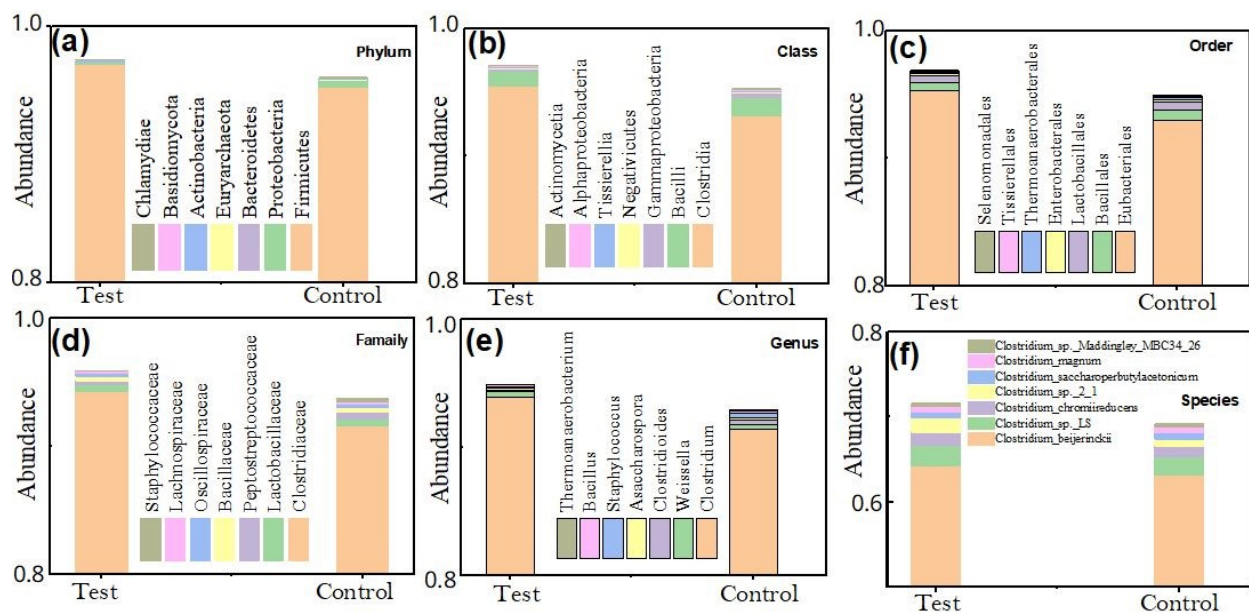 (a)
Phylum
1.0
0.8
Abundance
Chlamydiae
Basidiomycota
Actinobacteria
Euryarchaeota
Bacteroidetes
Proteobacteria
Firmicutes
Test
Control
(b)
Class
1.0
0.8
Abundance
Actinomycetia
Alphaproteobacteria
Tissierellia
Negativicutes
Gammaproteobacteria
Bacilli
Clostridia
Test
Control
(c)
Order
1.0
0.8
Abundance
Selenomonadales
Tissierellales
Thermoanaerobacterales
Enterobacterales
Lactobacillales
Bacillales
Eubacteriales
Test
Control
(d)
Famaily
1.0
0.8
Abundance
Staphylococcaceae
Lachnospiraceae
Oscillospiraceae
Bacillaceae
Peptostreptococcaceae
Lactobacillaceae
Clostridiaceae
Test
Control
(e)
Genus
1.0
0.8
Abundance
Thermoanaerobacterium
Bacillus
Staphylococcus
Asaccharospora
Clostridioides
Weissella
Clostridium
Test
Control
(f)
Species
0.8
0.6
Abundance
Clostridium_sp._Maddingley_MBC34_26
Clostridium_magnum
Clostridium_saccharoperbutylacetonicum
Clostridium_sp._2_1
Clostridium_chromiireducens
Clostridium_sp._LS
Clostridium_beijerinckii
Test
Control